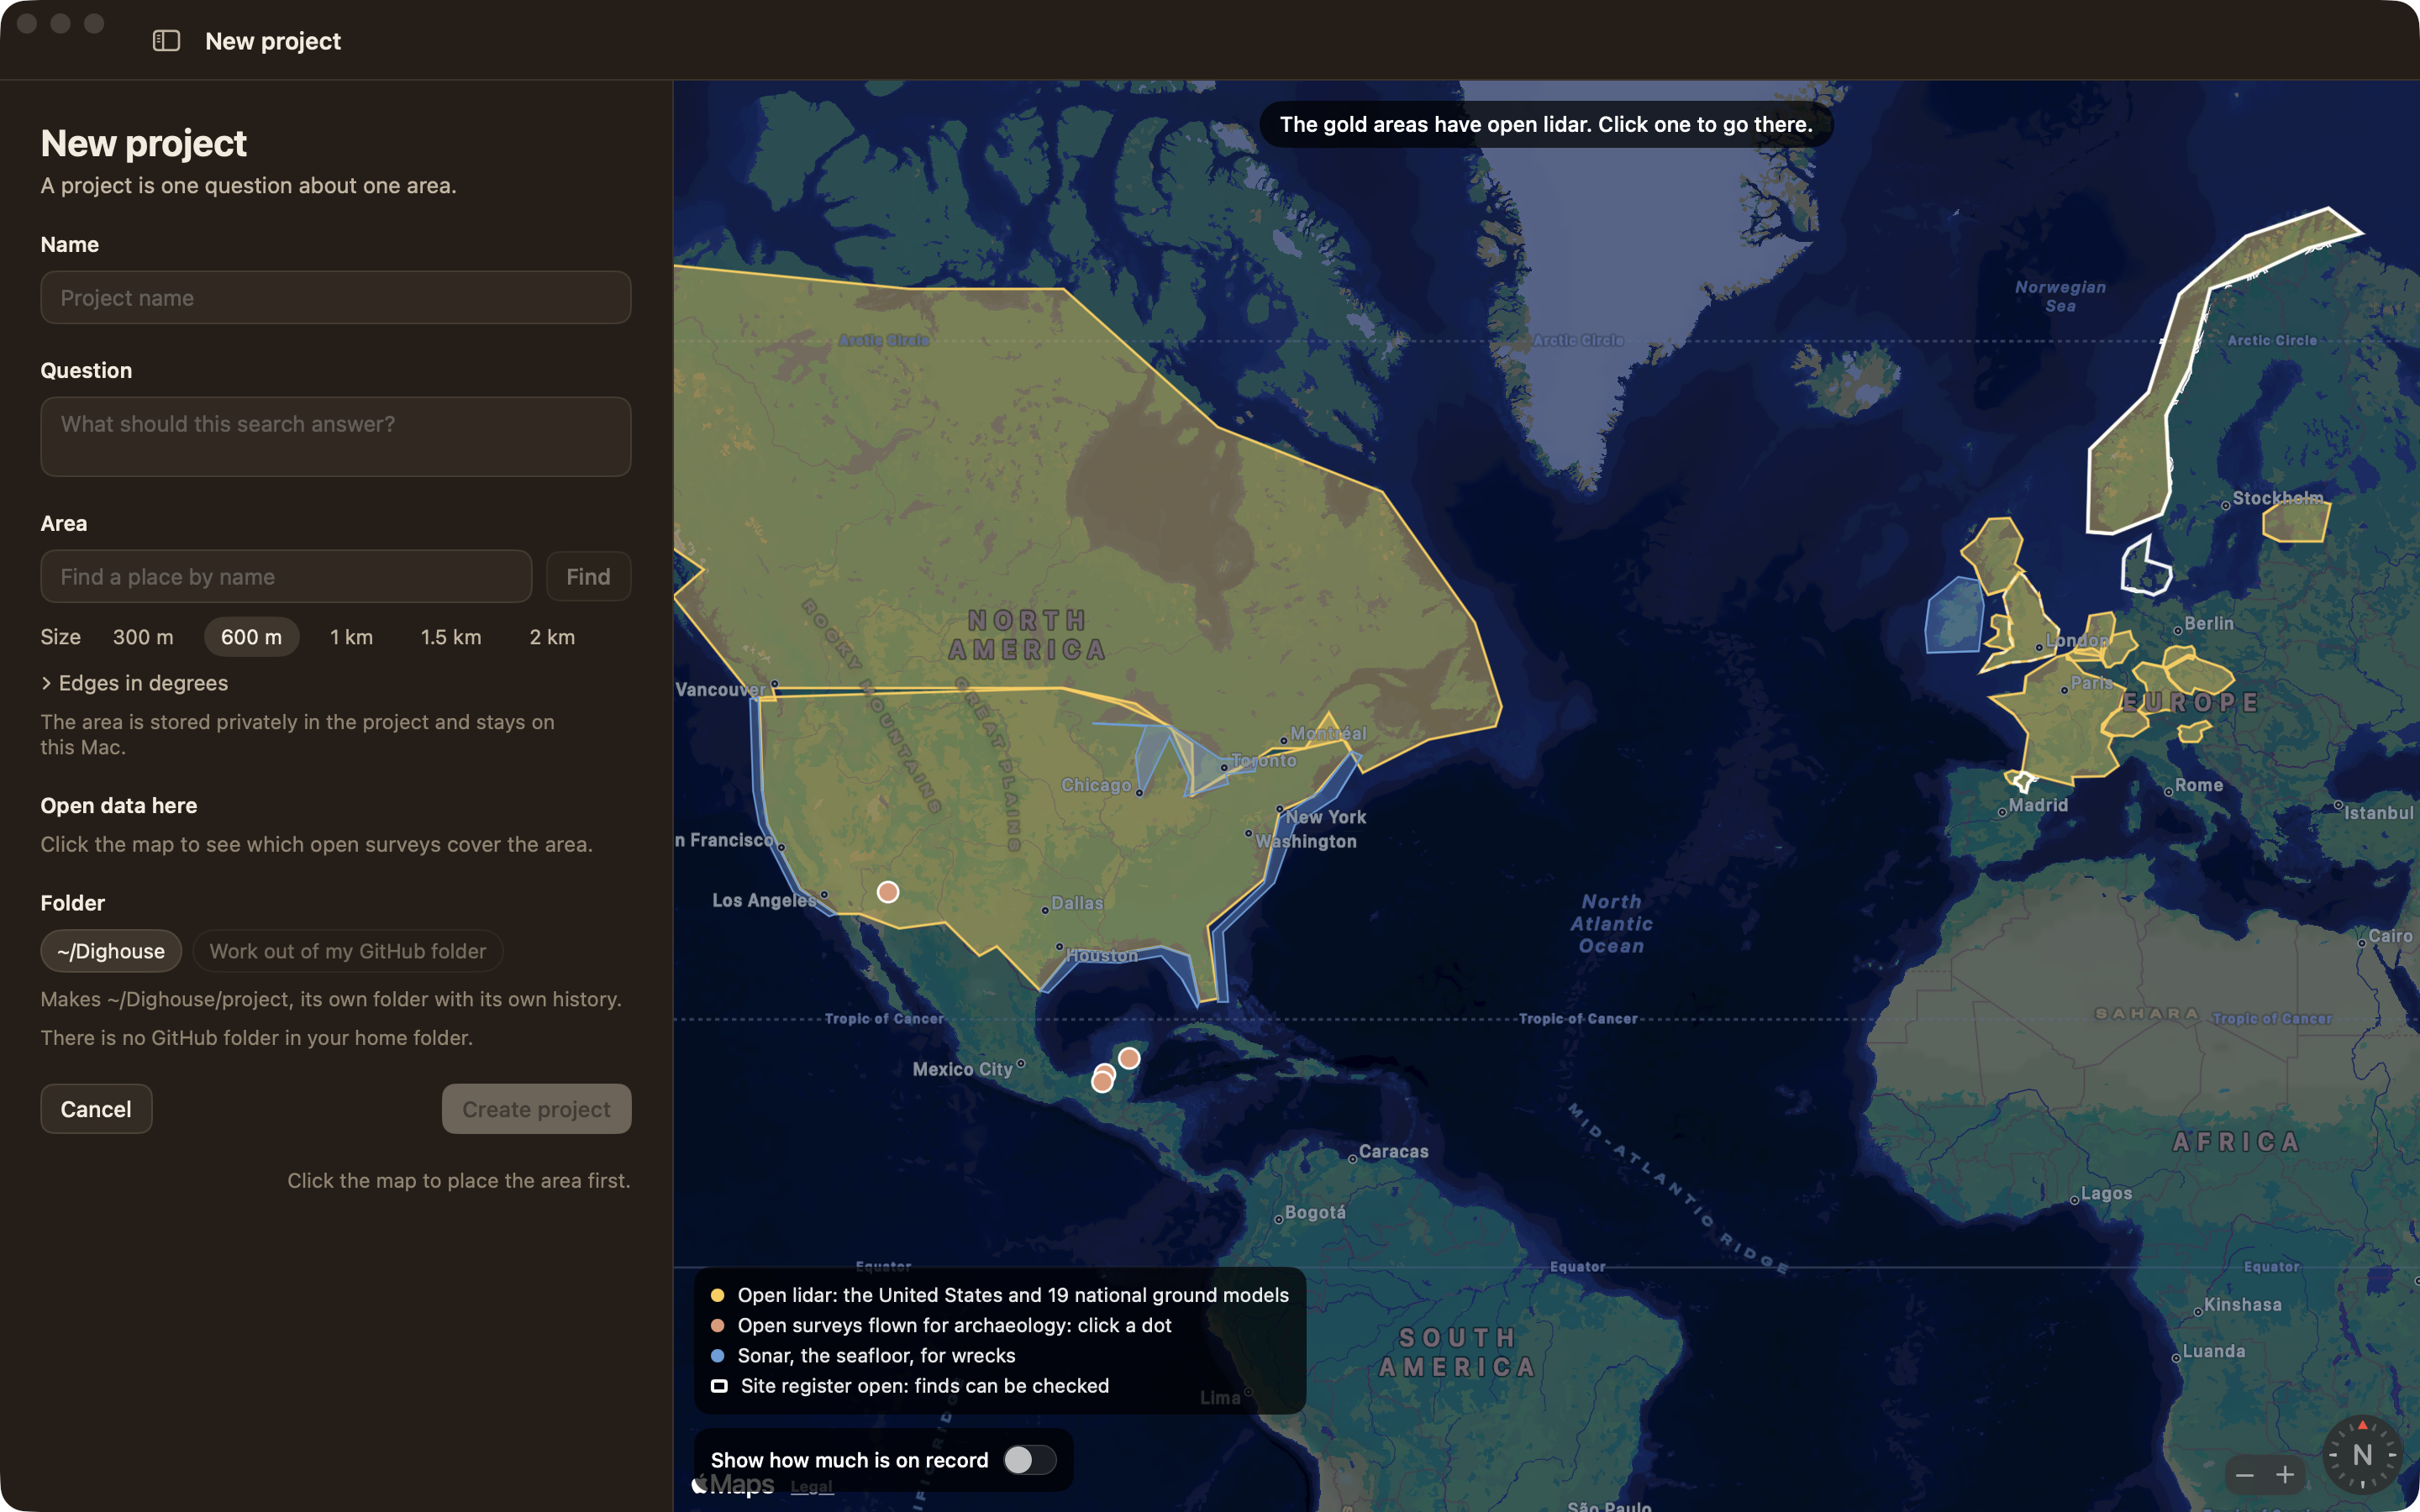 New project
New project
A project is one question about one area.
Name
Project name
Question
What should this search answer?
Area
Find a place by name
Find
Size 300 m 600 m 1 km 1.5 km 2 km
Edges in degrees
The area is stored privately in the project and stays on
this Mac.
Open data here
Click the map to see which open surveys cover the area.
Folder
~/Dighouse
Work out of my GitHub folder
Makes ~/Dighouse/project, its own folder with its own history.
There is no GitHub folder in your home folder.
Cancel
Create project
Click the map to place the area first.
The gold areas have open lidar. Click one to go there.
Norwegian
Sea
Arctic Circle
Arctic Circle
Arctic Circle
Stockholm
NORTH
AMERICA
ROCKY MOUNTAINS
GREAT PLAINS
Vancouver
Montréal
Toronto
Chicago
New York
Washington
n Francisco
Los Angeles
Dallas
Houston
London
Berlin
Paris
EUROPE
Rome
Madrid
Istanbul
North
Atlantic
Ocean
Cairo
SAHARA
Tropic of Cancer
Tropic of Cancer
Tropic of Cancer
Mexico City
MID-ATLANTIC RIDGE
AFRICA
Caracas
Lagos
Bogotá
Equator
Equator
Equator
Kinshasa
Luanda
SOUTH
AMERICA
Lima
São Paulo
Open lidar: the United States and 19 national ground models
Open surveys flown for archaeology: click a dot
Sonar, the seafloor, for wrecks
Site register open: finds can be checked
Show how much is on record
Maps
Legal
N